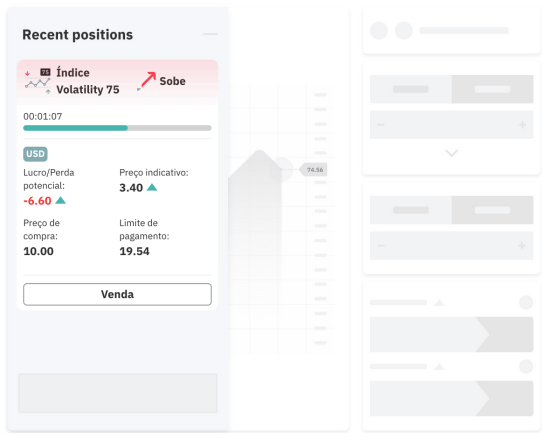 Recent positions
75
Índice
Volatility 75
Sobe
00:01:07
USD
Lucro/Perda
potencial:
-6.60
Preço indicativo:
3.40
Preço de
compra:
10.00
Limite de
pagamento:
19.54
Venda
74.56